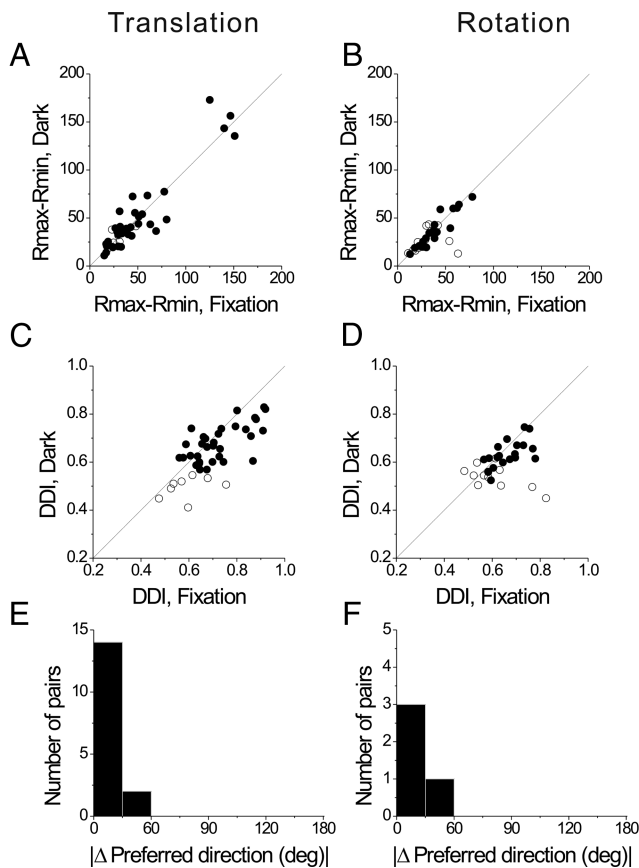 Translation
Rotation
A
B
200
150
100
50
0
Rmax-Rmin, Dark
0 50 100 150 200
Rmax-Rmin, Fixation
200
150
100
50
0
Rmax-Rmin, Dark
0 50 100 150 200
Rmax-Rmin, Fixation
C
D
1.0
0.8
0.6
0.4
0.2
DDI, Dark
0.2 0.4 0.6 0.8 1.0
DDI, Fixation
1.0
0.8
0.6
0.4
0.2
DDI, Dark
0.2 0.4 0.6 0.8 1.0
DDI, Fixation
E
F
15
10
5
0
Number of pairs
0 60 90 120 180
|Δ Preferred direction (deg)|
5
4
3
2
1
0
Number of pairs
0 60 90 120 180
|Δ Preferred direction (deg)|